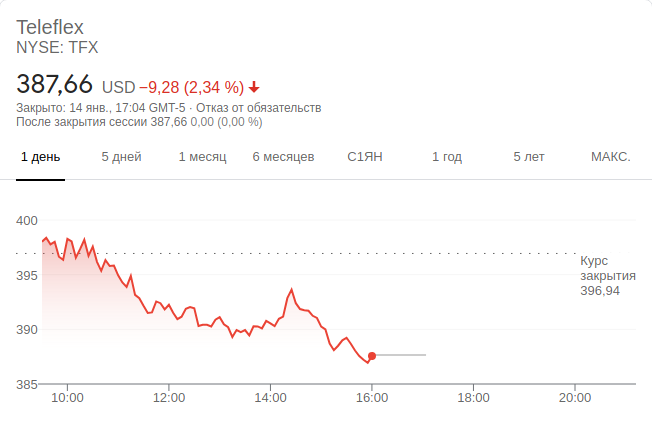 Teleflex
NYSE: TFX
387,66 USD −9,28 (2,34 %)
Закрыто: 14 янв., 17:04 GMT-5 · Отказ от обязательств
После закрытия сессии 387,66 0,00 (0,00 %)
1 день 5 дней 1 месяц 6 месяцев С1ЯН 1 год 5 лет МАКС.
400
Курс
закрытия
396,94
395
390
385
10:00 12:00 14:00 16:00 18:00 20:00